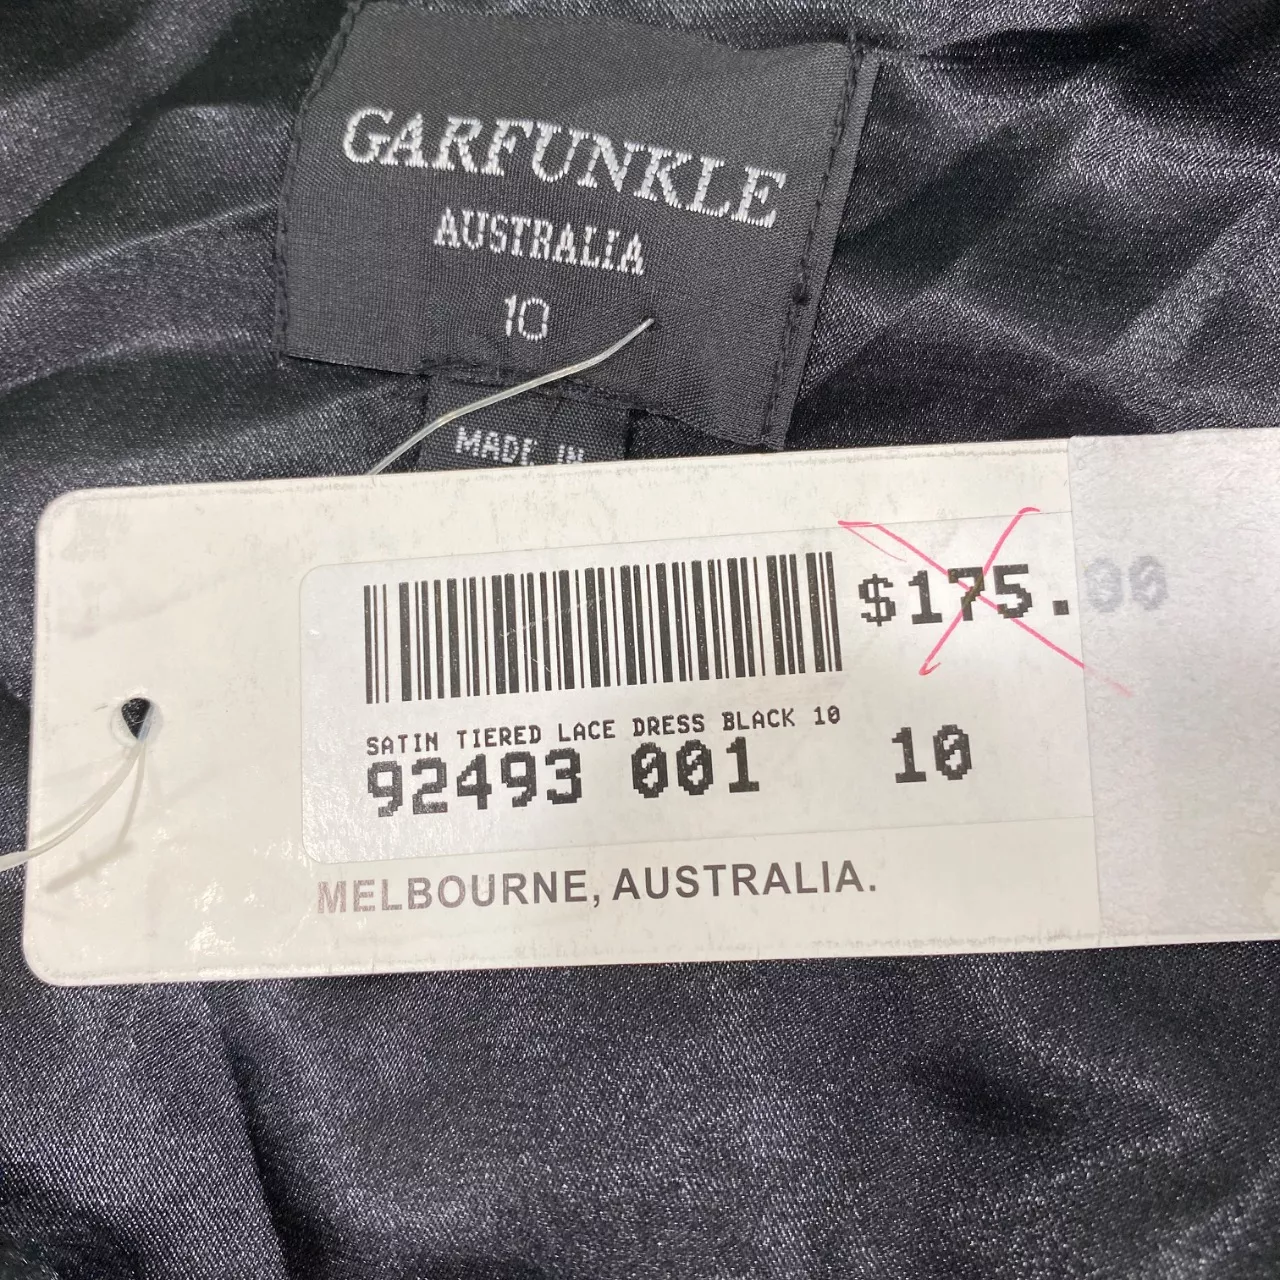 GARFUNKLE
AUSTRALIA
10
MADE IN
$175.00
SATIN TIERED LACE DRESS BLACK 10
92493 001 10
MELBOURNE, AUSTRALIA.